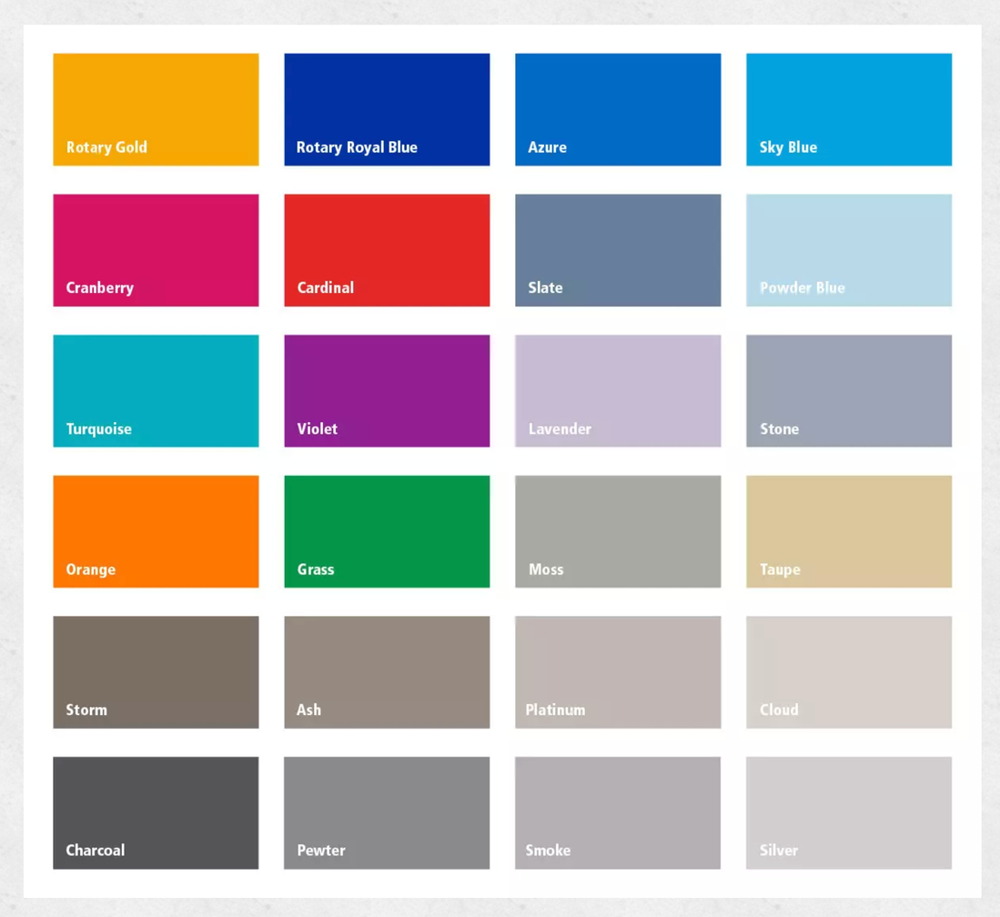 Rotary Gold
Rotary Royal Blue
Azure
Sky Blue
Cranberry
Cardinal
Slate
Powder Blue
Turquoise
Violet
Lavender
Stone
Orange
Grass
Moss
Taupe
Storm
Ash
Platinum
Cloud
Charcoal
Pewter
Smoke
Silver